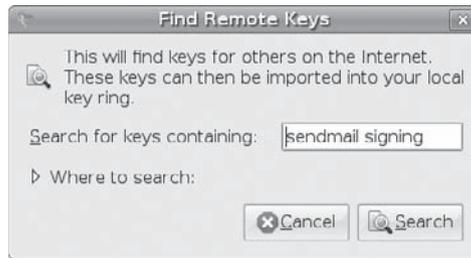 Find Remote Keys
This will find keys for others on the Internet.
These keys can then be imported into your local
key ring.
Search for keys containing: sendmail signing
Where to search:
Cancel Search